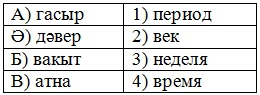 А) гасыр 1) период
Ә) дәвер 2) век
Б) вакыт 3) неделя
В) атна 4) время